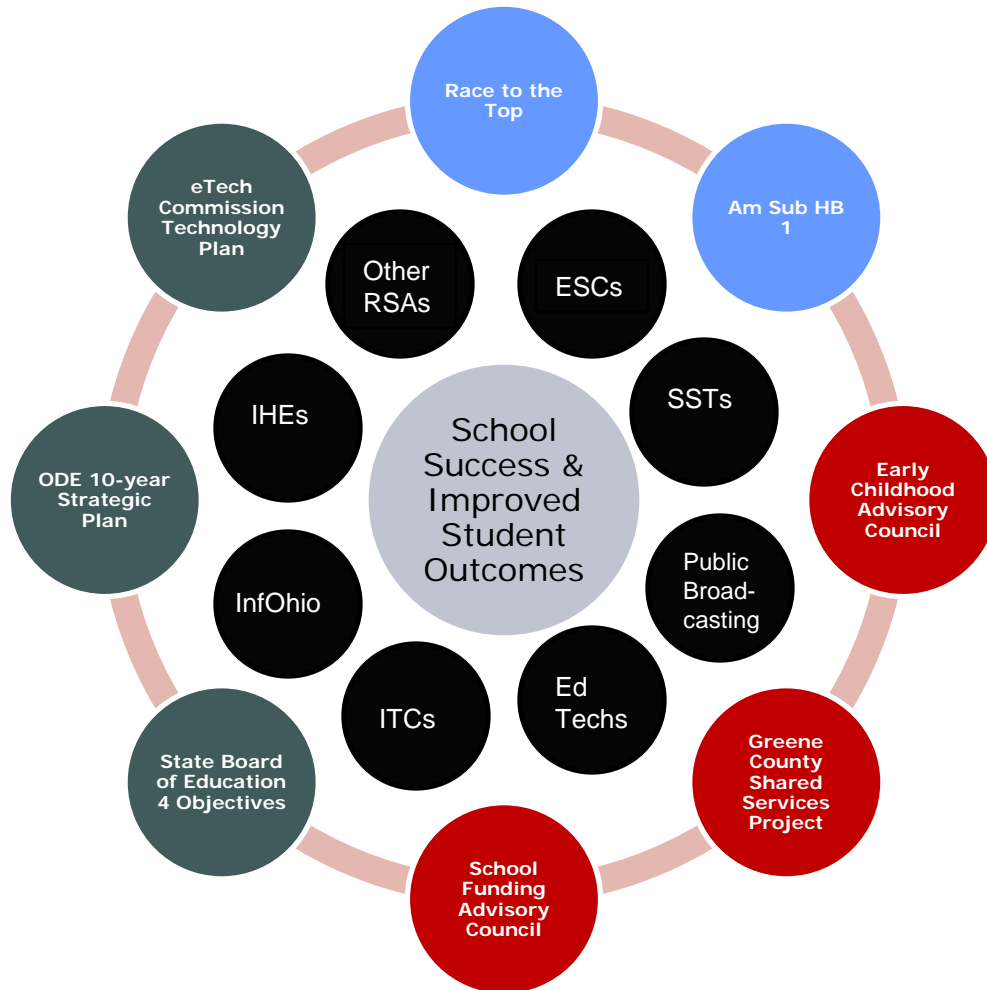 Race to the
Top
Am Sub HB
1
Early
Childhood
Advisory
Council
Greene
County
Shared
Services
Project
School
Funding
Advisory
Council
State Board
of Education
4 Objectives
ODE 10-year
Strategic
Plan
eTech
Commission
Technology
Plan
Other
RSAs
ESCs
SSTs
Public
Broad-
casting
Ed
Techs
ITCs
InfOhio
IHEs
School
Success &
Improved
Student
Outcomes